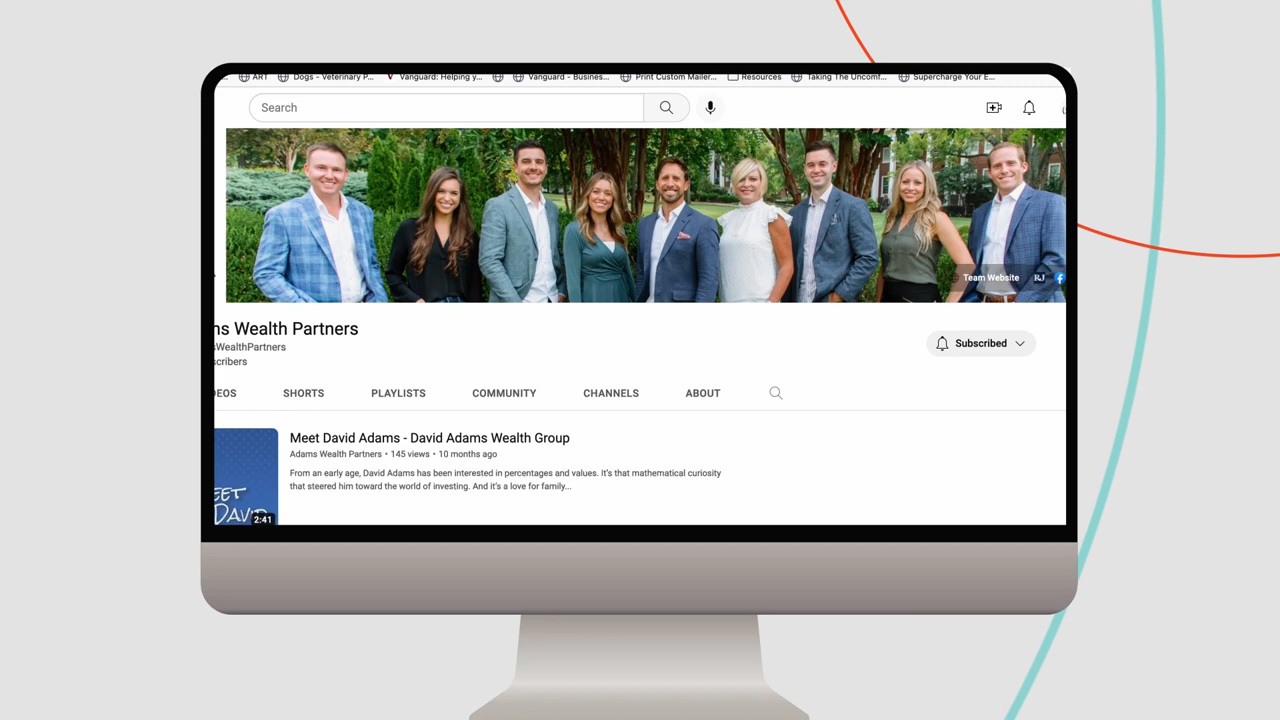 ART Dogs - Veterinary P... Vanguard: Helping y... Vanguard - Busines... Print Custom Mailer... Resources Taking The Uncomf... Supercharge Your E...
Search
Team Website RJ
ns Wealth Partners
sWealthPartners
scribers
Subscribed
DEOS SHORTS PLAYLISTS COMMUNITY CHANNELS ABOUT
Meet David Adams - David Adams Wealth Group
Adams Wealth Partners • 145 views • 10 months ago
From an early age, David Adams has been interested in percentages and values. It's that mathematical curiosity
that steered him toward the world of investing. And it's a love for family...
EET
DAVID
2:41